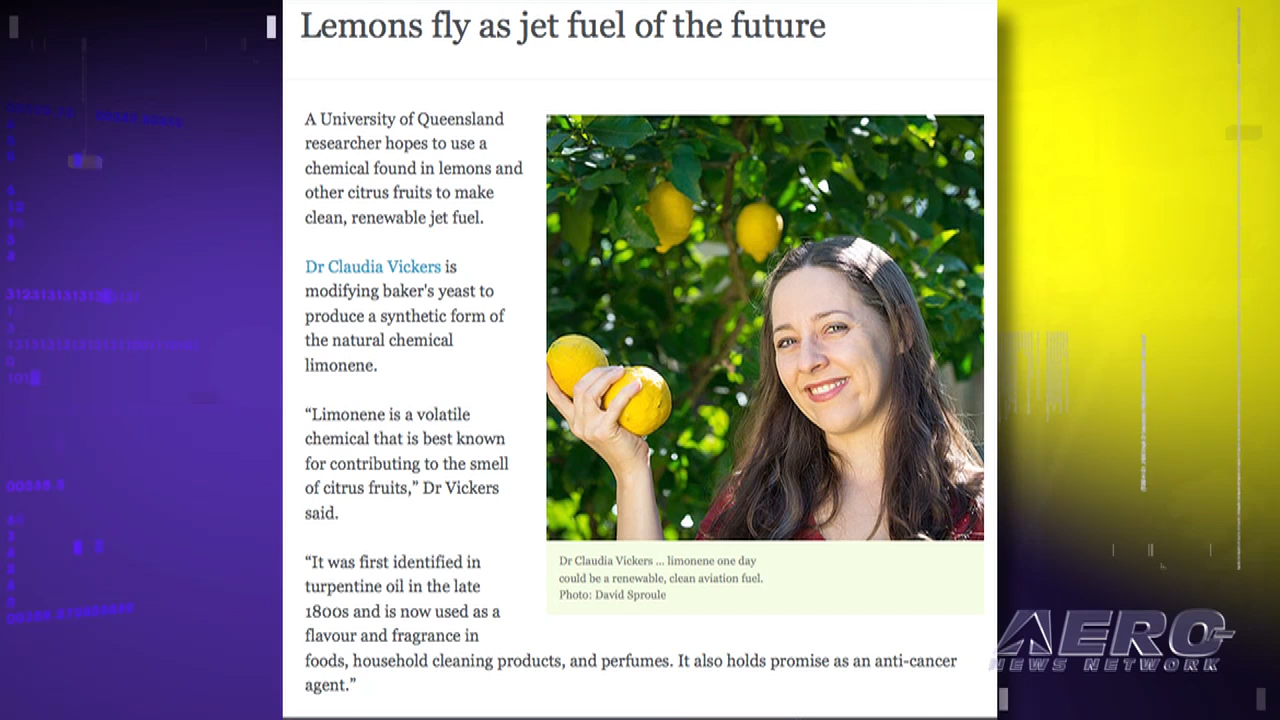 Lemons fly as jet fuel of the future
A University of Queensland
researcher hopes to use a
chemical found in lemons and
other citrus fruits to make
clean, renewable jet fuel.
Dr Claudia Vickers is
modifying baker's yeast to
produce a synthetic form of
the natural chemical
limonene.
“Limonene is a volatile
chemical that is best known
for contributing to the smell
of citrus fruits,” Dr Vickers
said.
“It was first identified in
turpentine oil in the late
1800s and is now used as a
flavour and fragrance in
foods, household cleaning products, and perfumes. It also holds promise as an anti-cancer
agent.”
Dr Claudia Vickers ... limonene one day
could be a renewable, clean aviation fuel.
Photo: David Sproule
AERO
NEWS NETWORK